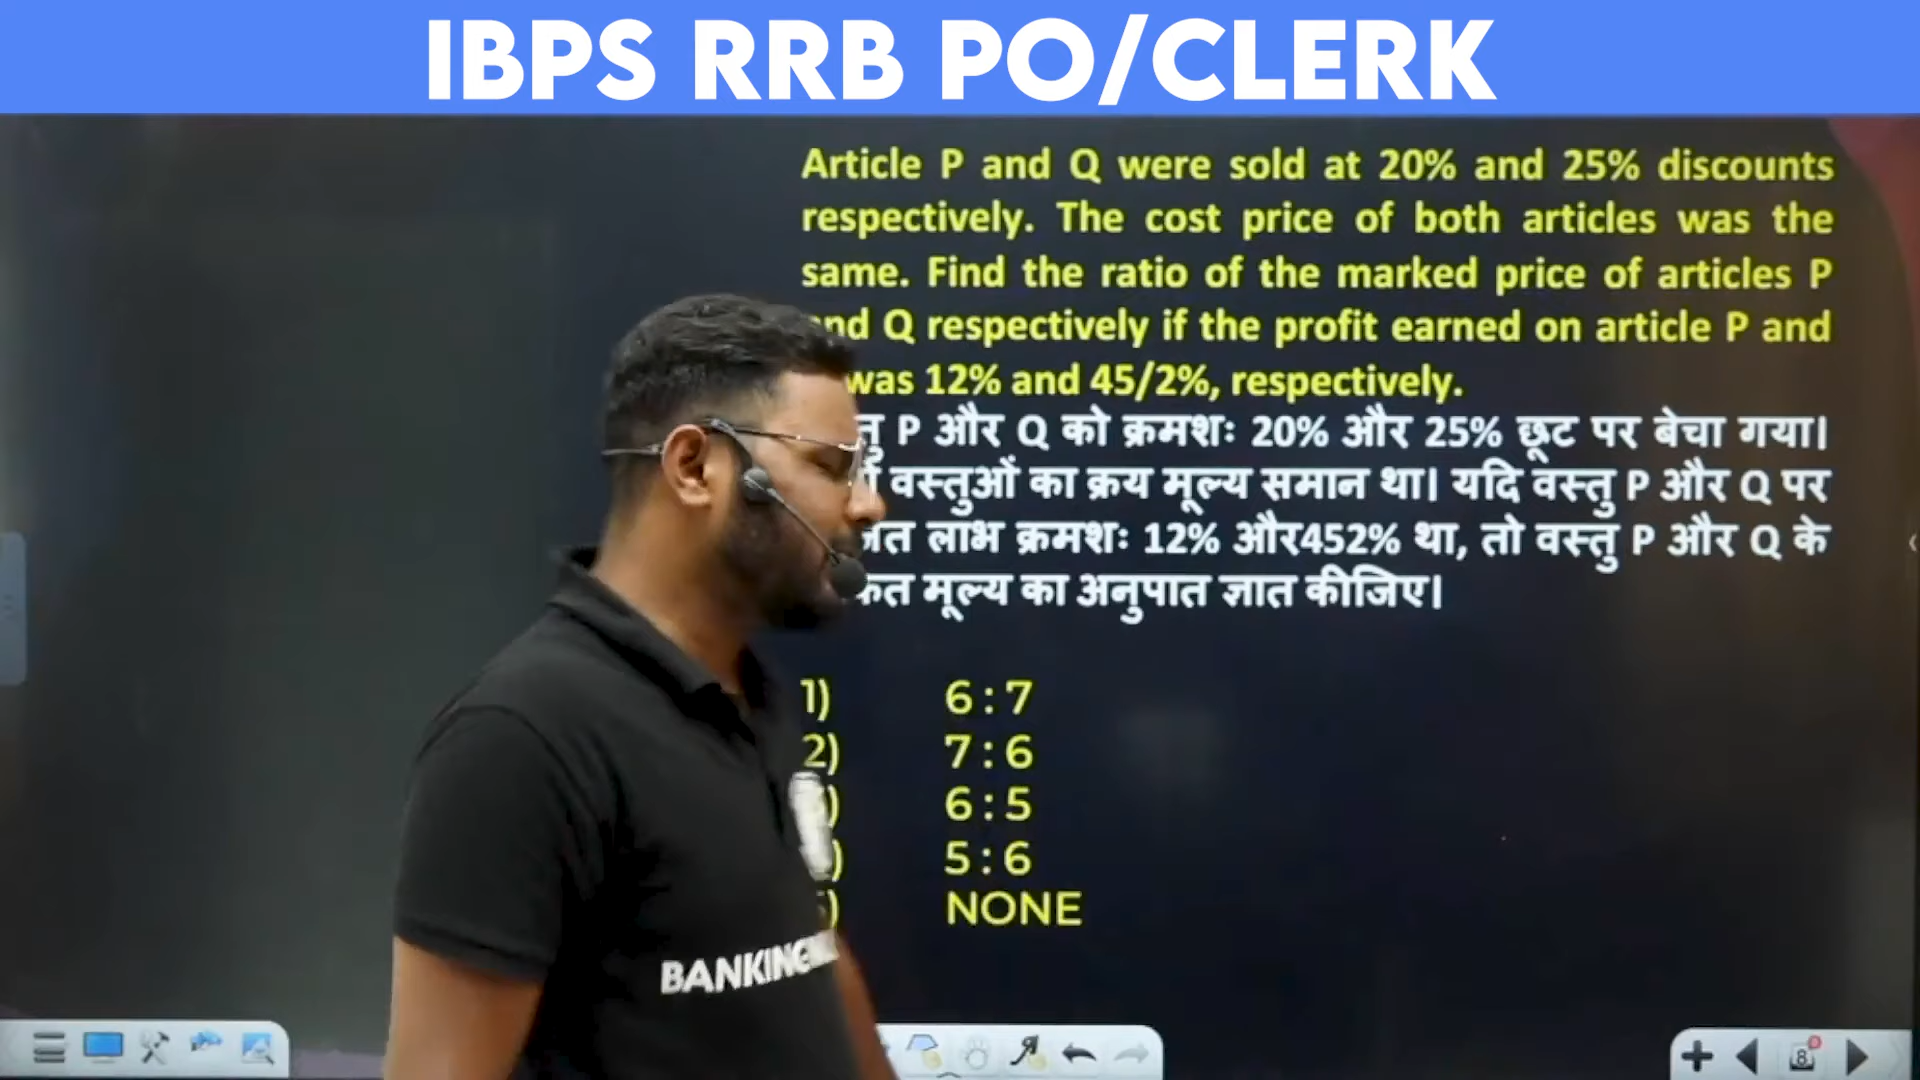 IBPS RRB PO/CLERK
Article P and Q were sold at 20% and 25% discounts
respectively. The cost price of both articles was the
same. Find the ratio of the marked price of articles P
and Q respectively if the profit earned on article P and
was 12% and 45/2%, respectively.
P और Q को क्रमशः 20% और 25% छूट पर बेचा गया।
वस्तुओं का क्रय मूल्य समान था। यदि वस्तु P और Q पर
लाभ क्रमशः 12% और452% था, तो वस्तु P और Q के
मूल्य का अनुपात ज्ञात कीजिए।
1) 6 : 7
2) 7 : 6
6 : 5
5 : 6
NONE
BANKING